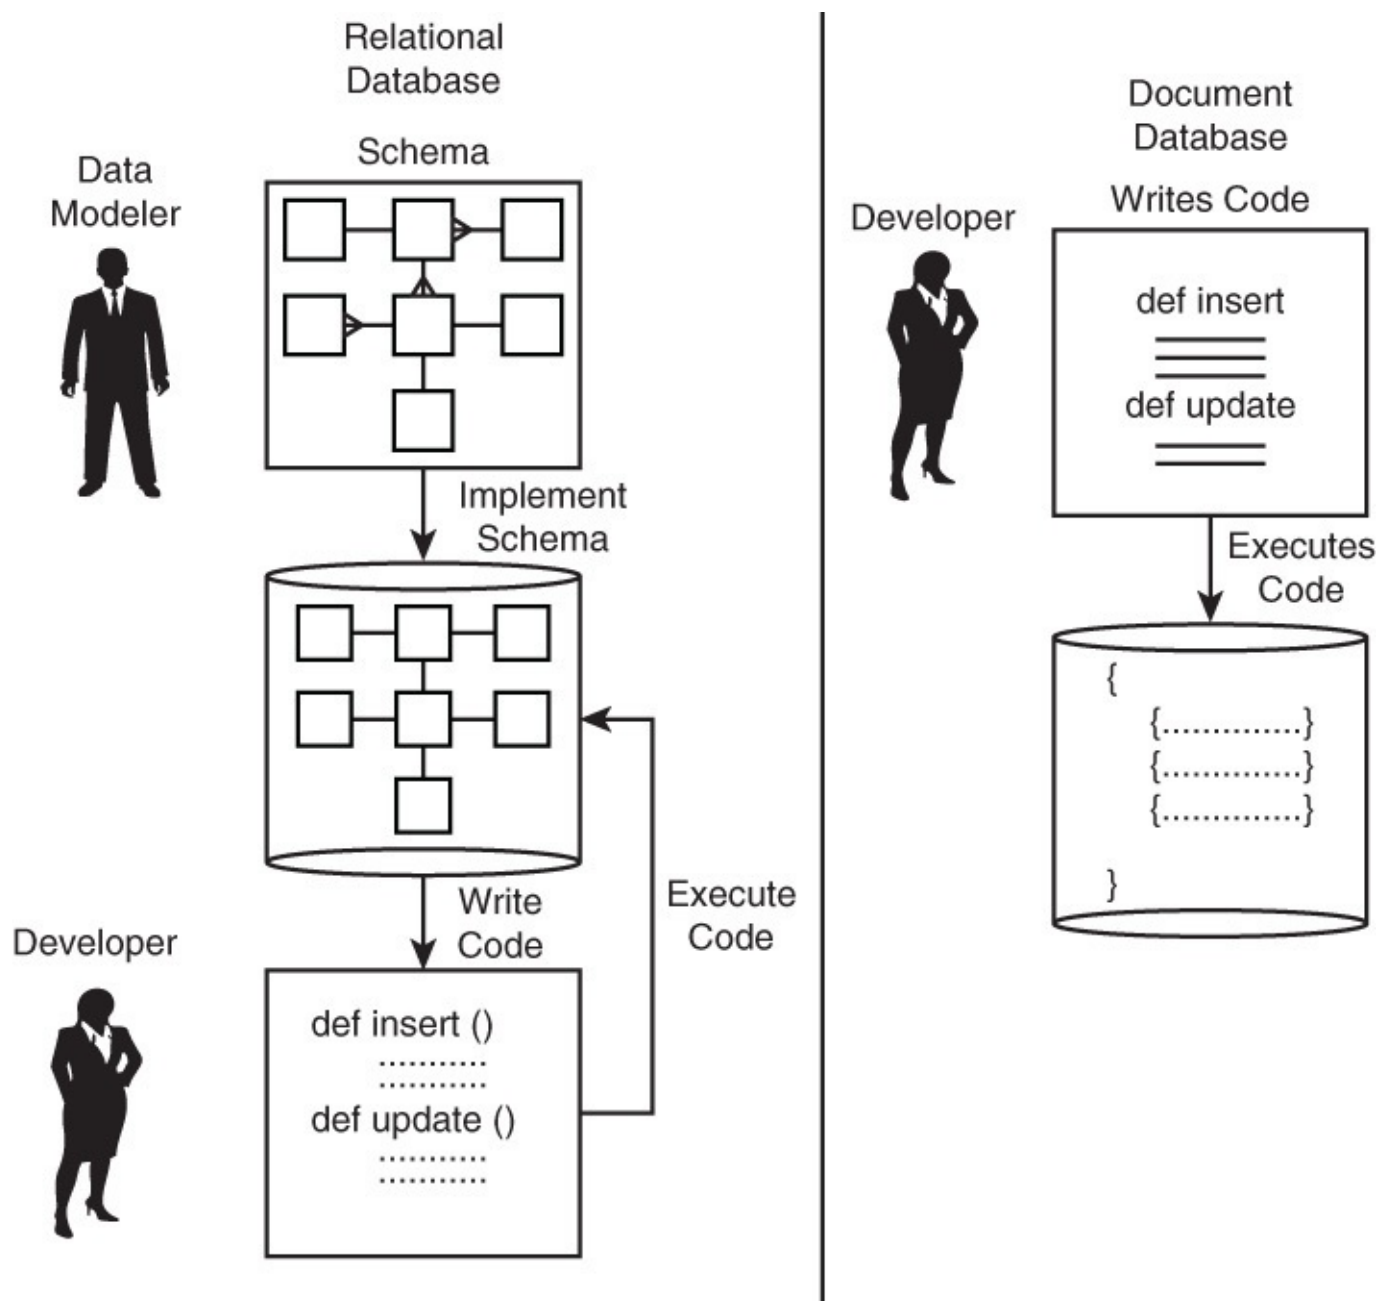 Relational
Database
Schema
Data
Modeler
Implement
Schema
Write
Code
Execute
Code
Developer
def insert ()
...........
...........
def update ()
...........
...........
Document
Database
Writes Code
Developer
def insert
def update
Executes
Code
{
{..............}
{..............}
{..............}
}